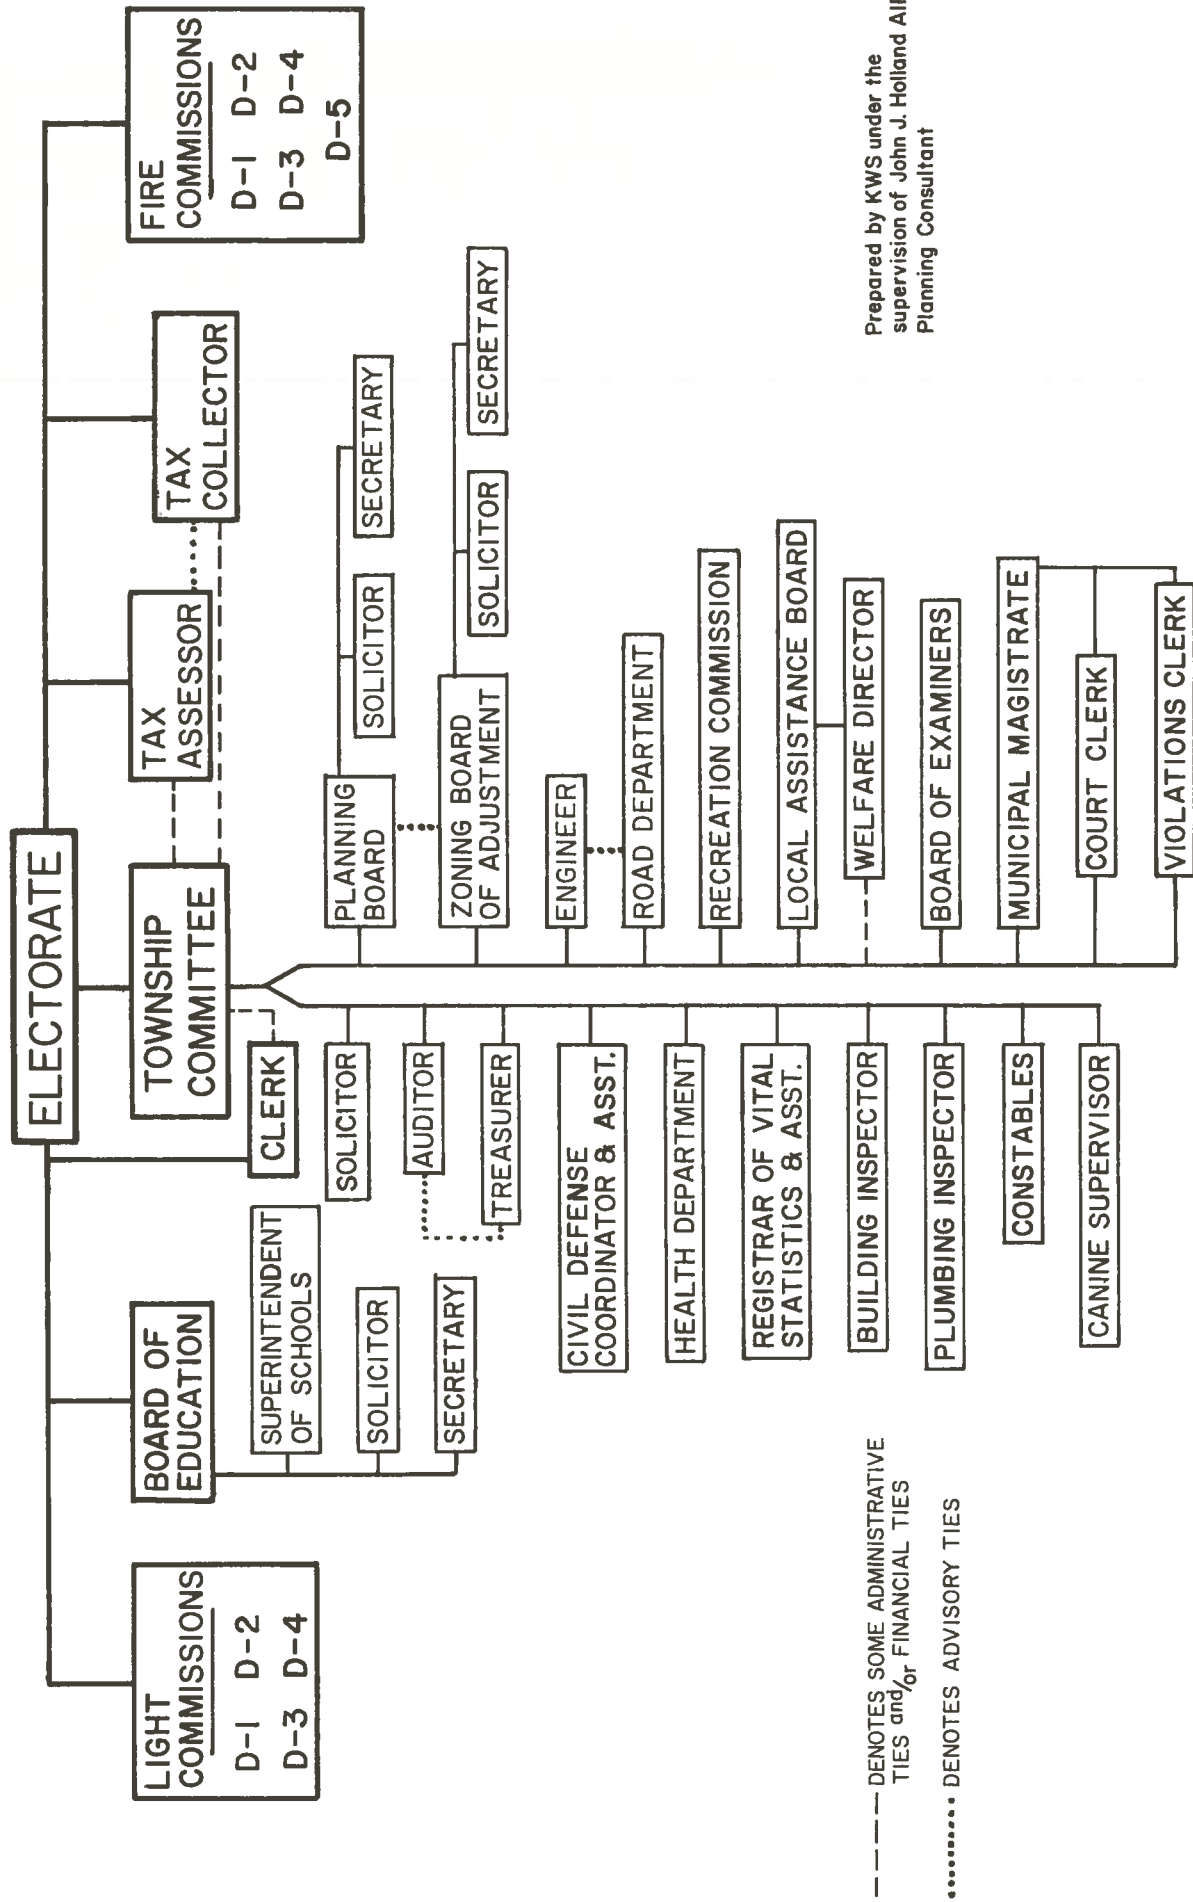 ELECTORATE
LIGHT
COMMISSIONS
D-1 D-2
D-3 D-4
BOARD OF
EDUCATION
SUPERINTENDENT
OF SCHOOLS
SOLICITOR
SECRETARY
TOWNSHIP
COMMITTEE
CLERK
TAX
ASSESSOR
TAX
COLLECTOR
FIRE
COMMISSIONS
D-1 D-2
D-3 D-4
D-5
SOLICITOR
AUDITOR
TREASURER
CIVIL DEFENSE
COORDINATOR & ASST.
HEALTH DEPARTMENT
REGISTRAR OF VITAL
STATISTICS & ASST.
BUILDING INSPECTOR
PLUMBING INSPECTOR
CONSTABLES
CANINE SUPERVISOR
PLANNING
BOARD
SOLICITOR
SECRETARY
ZONING BOARD
OF ADJUSTMENT
SOLICITOR
SECRETARY
ENGINEER
ROAD DEPARTMENT
RECREATION COMMISSION
LOCAL ASSISTANCE BOARD
WELFARE DIRECTOR
BOARD OF EXAMINERS
MUNICIPAL MAGISTRATE
COURT CLERK
VIOLATIONS CLERK
DENOTES SOME ADMINISTRATIVE
TIES and/or FINANCIAL TIES
DENOTES ADVISORY TIES
Prepared by KWS under the
supervision of John J. Holland
Planning Consultant